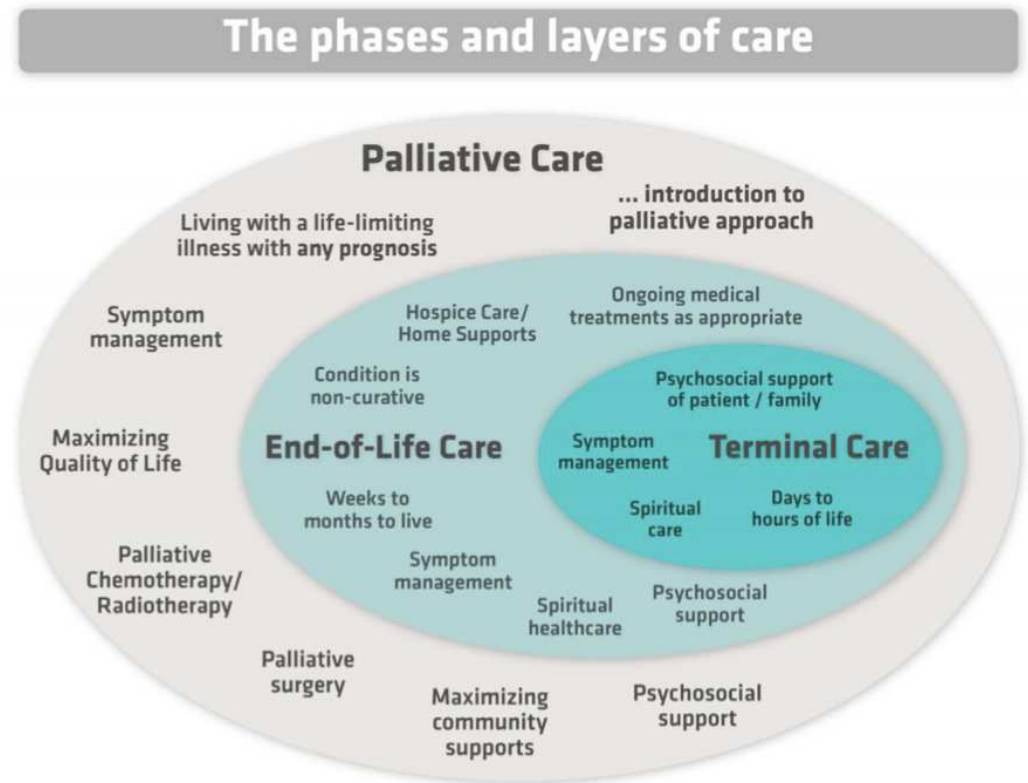 The phases and layers of care
Palliative Care
... introduction to
palliative approach
Living with a life-limiting
illness with any prognosis
Symptom
management
Maximizing
Quality of Life
Palliative
Chemotherapy/
Radiotherapy
Palliative
surgery
Maximizing
community
supports
Psychosocial
support
Hospice Care/
Home Supports
Ongoing medical
treatments as appropriate
Condition is
non-curative
End-of-Life Care
Weeks to
months to live
Symptom
management
Spiritual
healthcare
Psychosocial
support
Psychosocial support
of patient / family
Symptom
management
Terminal Care
Spiritual
care
Days to
hours of life